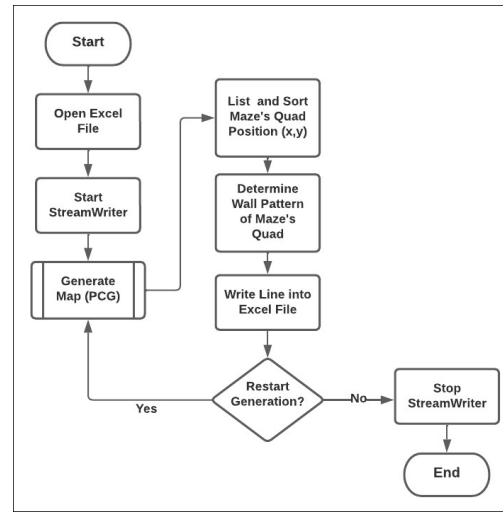 Start
Open Excel
File
Start
StreamWriter
Generate
Map (PCG)
List and Sort
Maze's Quad
Position (x,y)
Determine
Wall Pattern
of Maze's
Quad
Write Line into
Excel File
Restart
Generation?
Yes
No
Stop
StreamWriter
End